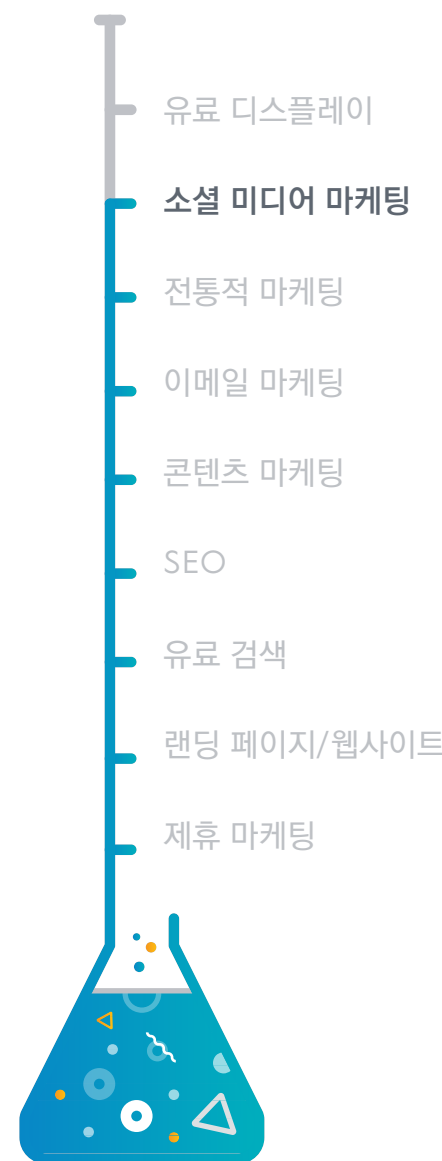 유료 디스플레이
소셜 미디어 마케팅
전통적 마케팅
이메일 마케팅
콘텐츠 마케팅
SEO
유료 검색
랜딩 페이지/웹사이트
제휴 마케팅